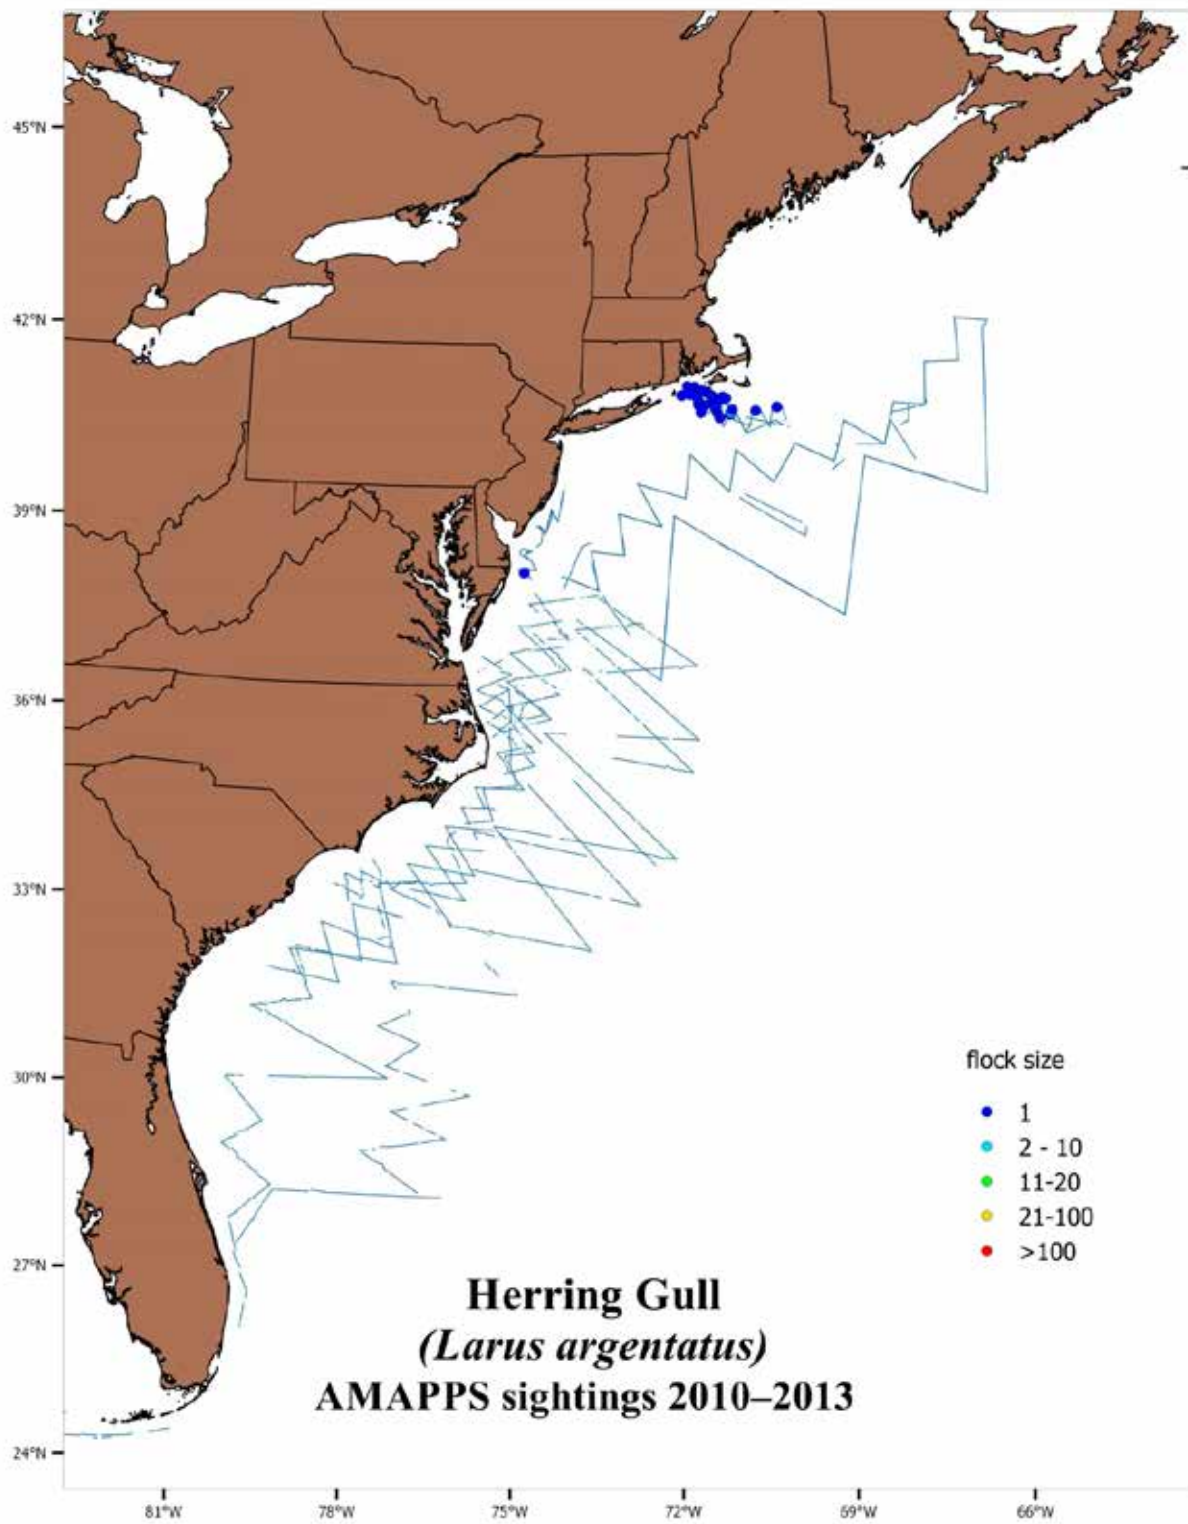 45°N
42°N
39°N
36°N
33°N
30°N
27°N
24°N
flock size
1
2 - 10
11-20
21-100
>100
Herring Gull
(Larus argentatus)
AMAPPS sightings 2010–2013
81°W
78°W
75°W
72°W
69°W
66°W